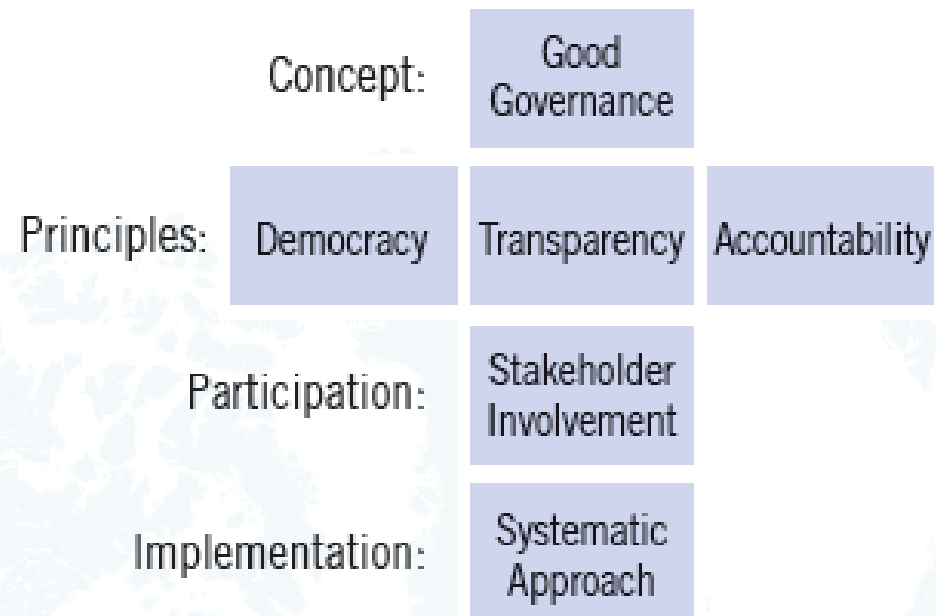 Concept:
Good
Governance
Principles:
Democracy
Transparency
Accountability
Participation:
Stakeholder
Involvement
Implementation:
Systematic
Approach